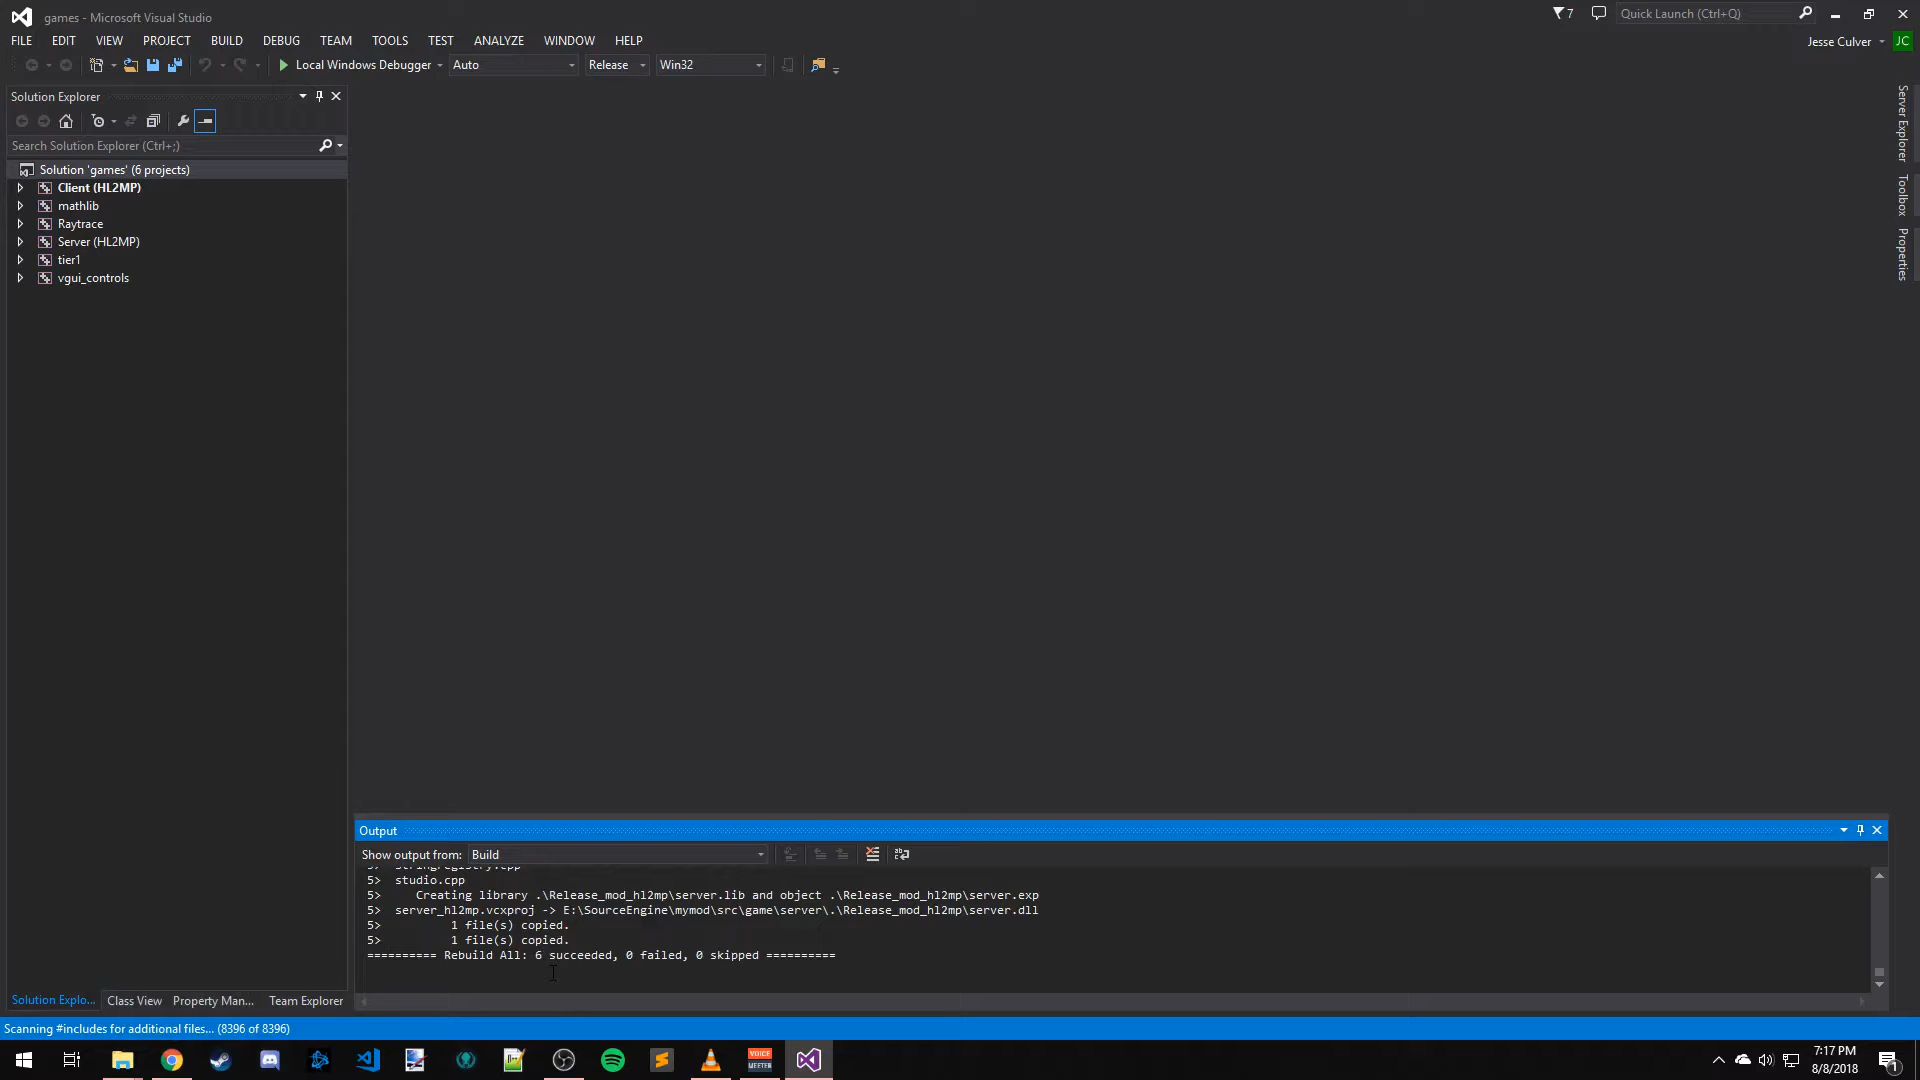 games - Microsoft Visual Studio
7
Quick Launch (Ctrl+Q)
FILE EDIT VIEW PROJECT BUILD DEBUG TEAM TOOLS TEST ANALYZE WINDOW HELP
Jesse Culver JC
Local Windows Debugger Auto Release Win32
Solution Explorer
Search Solution Explorer (Ctrl+;)
Solution 'games' (6 projects)
Client (HL2MP)
mathlib
Raytrace
Server (HL2MP)
tier1
vgui_controls
Server Explorer
Toolbox
Properties
Output
Show output from: Build
5> stringregistry.cpp
5> studio.cpp
5> Creating library .\Release_mod_hl2mp\server.lib and object .\Release_mod_hl2mp\server.exp
5> server_hl2mp.vcxproj -> E:\SourceEngine\mymod\src\game\server\.\Release_mod_hl2mp\server.dll
5> 1 file(s) copied.
5> 1 file(s) copied.
========== Rebuild All: 6 succeeded, 0 failed, 0 skipped ==========
Solution Explo... Class View Property Man... Team Explorer
Scanning #includes for additional files... (8396 of 8396)
VOICE
MEETER
7:17 PM
8/8/2018
1